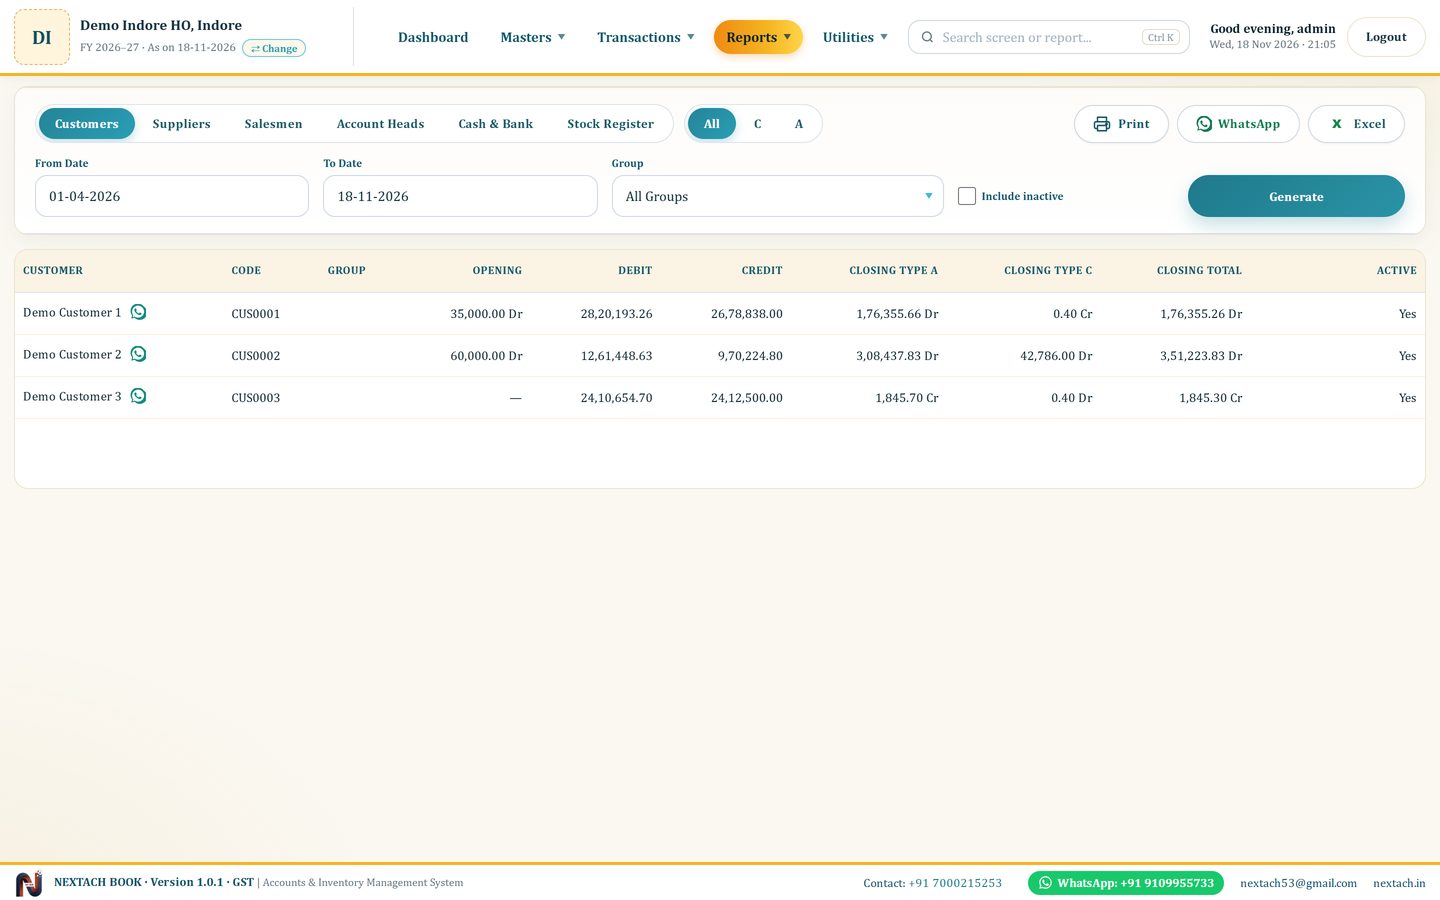 DI
Demo Indore HO, Indore
FY 2026–27 · As on 18-11-2026 ⇄ Change
Dashboard Masters ▼ Transactions ▼ Reports ▼ Utilities ▼
Search screen or report... Ctrl K
Good evening, admin
Wed, 18 Nov 2026 · 21:05
Logout
Customers Suppliers Salesmen Account Heads Cash & Bank Stock Register All C A Print WhatsApp X Excel
From Date To Date Group
01-04-2026 18-11-2026 All Groups Include inactive Generate
CUSTOMER CODE GROUP OPENING DEBIT CREDIT CLOSING TYPE A CLOSING TYPE C CLOSING TOTAL ACTIVE
Demo Customer 1 CUS0001 35,000.00 Dr 28,20,193.26 26,78,838.00 1,76,355.66 Dr 0.40 Cr 1,76,355.26 Dr Yes
Demo Customer 2 CUS0002 60,000.00 Dr 12,61,448.63 9,70,224.80 3,08,437.83 Dr 42,786.00 Dr 3,51,223.83 Dr Yes
Demo Customer 3 CUS0003 — 24,10,654.70 24,12,500.00 1,845.70 Cr 0.40 Dr 1,845.30 Cr Yes
N NEXTACH BOOK · Version 1.0.1 · GST | Accounts & Inventory Management System Contact: +91 7000215253 WhatsApp: +91 9109955733 nextach53@gmail.com nextach.in